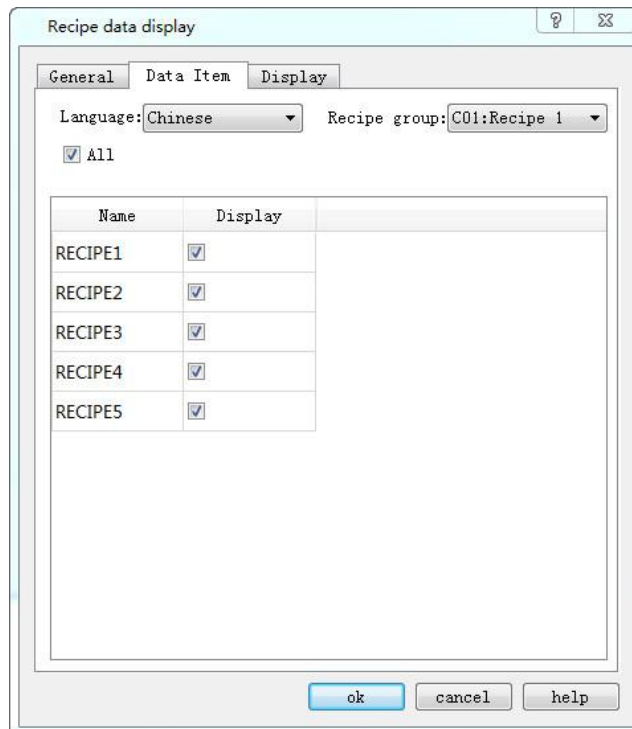 Recipe data display
General Data Item Display
Language: Chinese Recipe group: C01:Recipe 1
All
Name Display
RECIPE1
RECIPE2
RECIPE3
RECIPE4
RECIPE5
ok cancel help